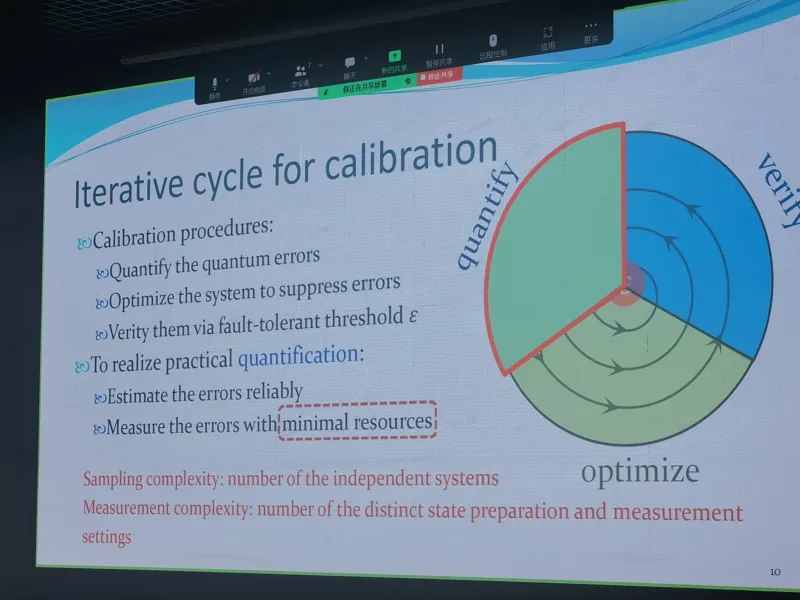 静音
开启视频
参会者
7
聊天
新的共享
暂停共享
远程控制
应用
更多
你正在共享屏幕
停止共享
Iterative cycle for calibration
Calibration procedures:
Quantify the quantum errors
Optimize the system to suppress errors
Verity them via fault-tolerant threshold ε
To realize practical quantification:
Estimate the errors reliably
Measure the errors with minimal resources
Sampling complexity: number of the independent systems
Measurement complexity: number of the distinct state preparation and measurement
settings
quantify
verify
optimize
10